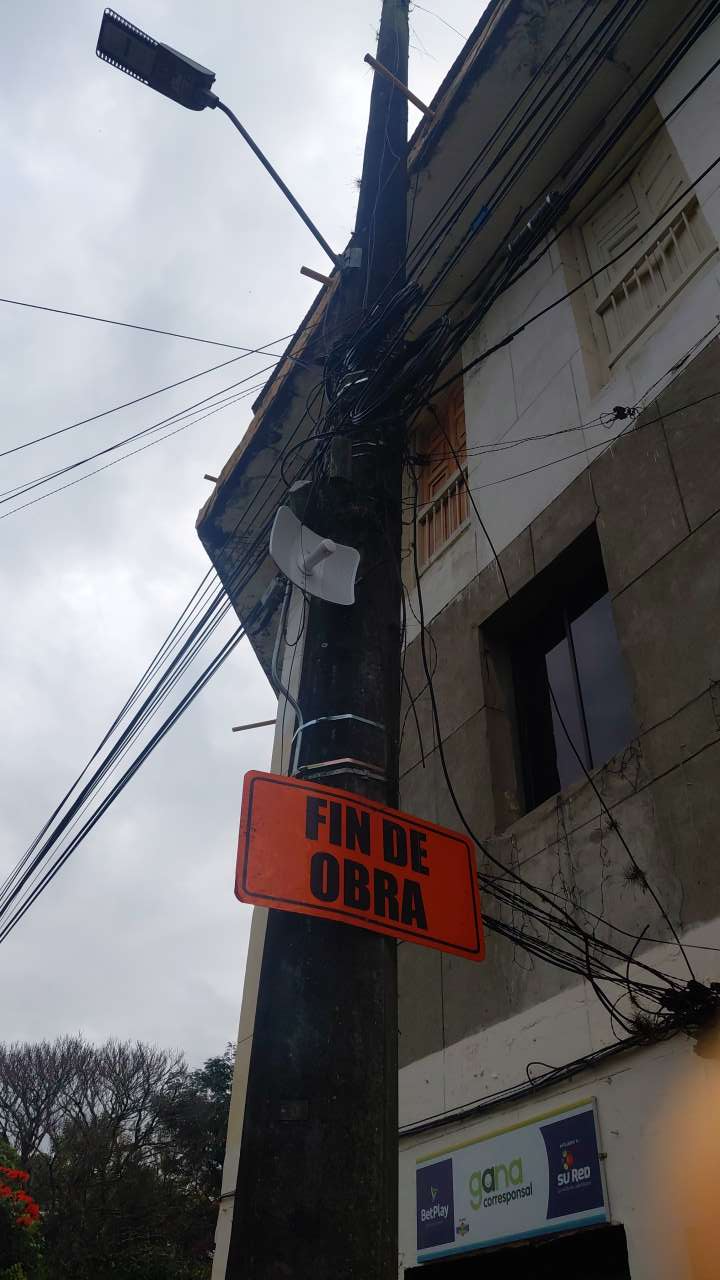 FIN DE
OBRA
BetPlay
gana
corresponsal
SU RED